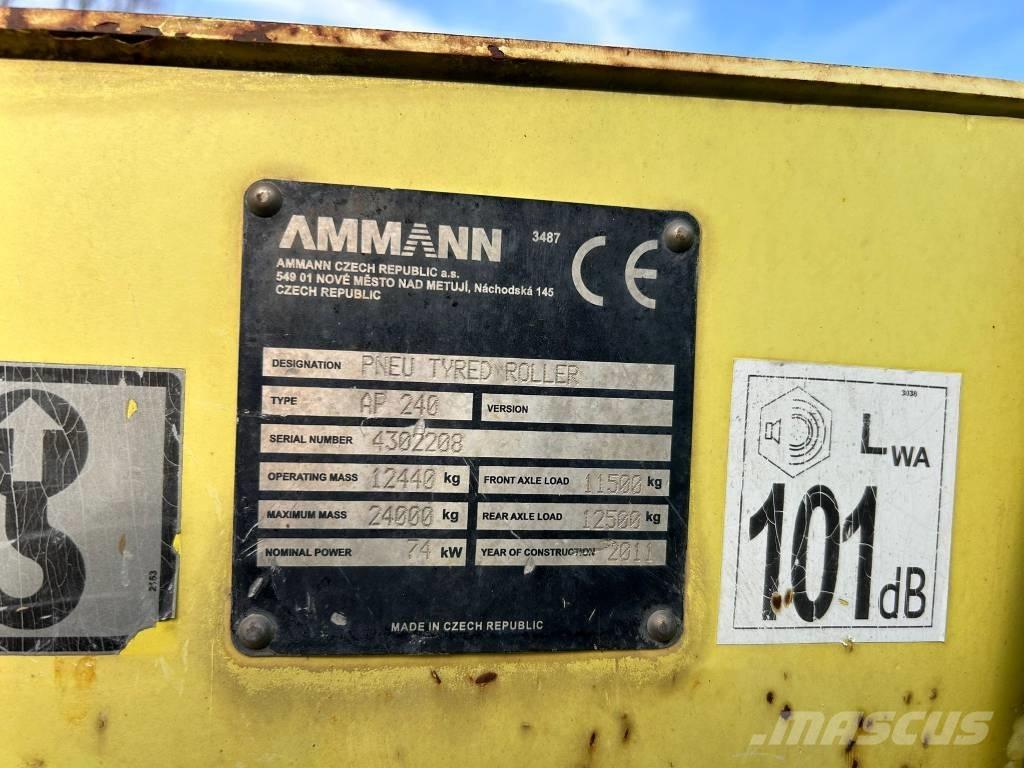 AMMANN 3487 CE
AMMANN CZECH REPUBLIC a.s.
549 01 NOVÉ MĚSTO NAD METUJÍ, Náchodská 145
CZECH REPUBLIC
DESIGNATION PNEU TYRED ROLLER
TYPE AP 240 VERSION
SERIAL NUMBER 4302208
OPERATING MASS 12440 kg FRONT AXLE LOAD 11500 kg
MAXIMUM MASS 24000 kg REAR AXLE LOAD 12500 kg
NOMINAL POWER 74 kW YEAR OF CONSTRUCTION 2011
MADE IN CZECH REPUBLIC
2153
3036
LWA
101 dB
MASCUS